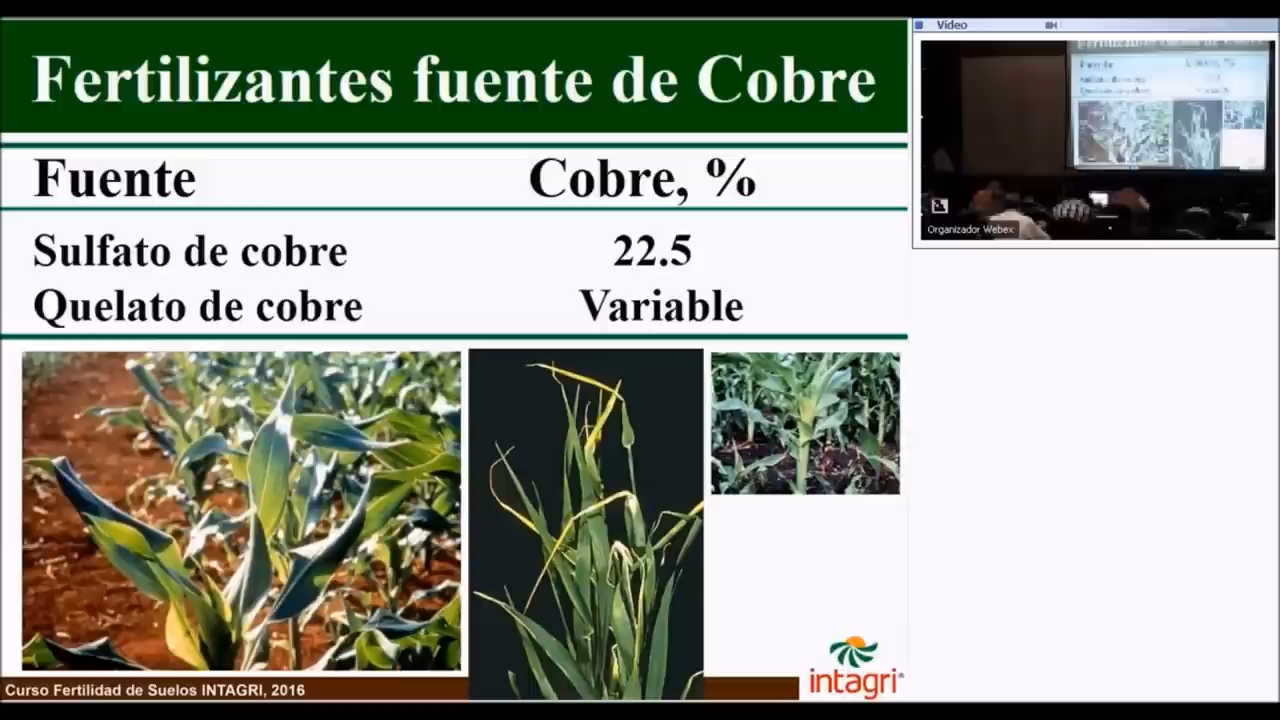 Fertilizantes fuente de Cobre
Fuente Cobre, %
Sulfato de cobre 22.5
Quelato de cobre Variable
Curso Fertilidad de Suelos INTAGRI, 2016
intagri®
Vídeo
Organizador Webex